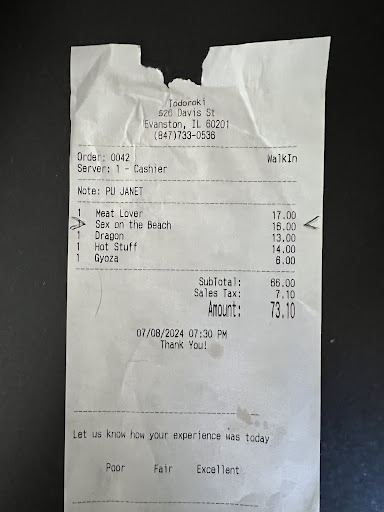 Todoroki
526 Davis St
Evanston, IL 60201
(847)733-0536
Order: 0042 WalkIn
Server: 1 - Cashier
Note: PU JANET
1 Meat Lover 17.00
1 Sex on the Beach 16.00
1 Dragon 13.00
1 Hot Stuff 14.00
1 Gyoza 6.00
SubTotal: 66.00
Sales Tax: 7.10
Amount: 73.10
07/08/2024 07:30 PM
Thank You!
Let us know how your experience was today
Poor Fair Excellent